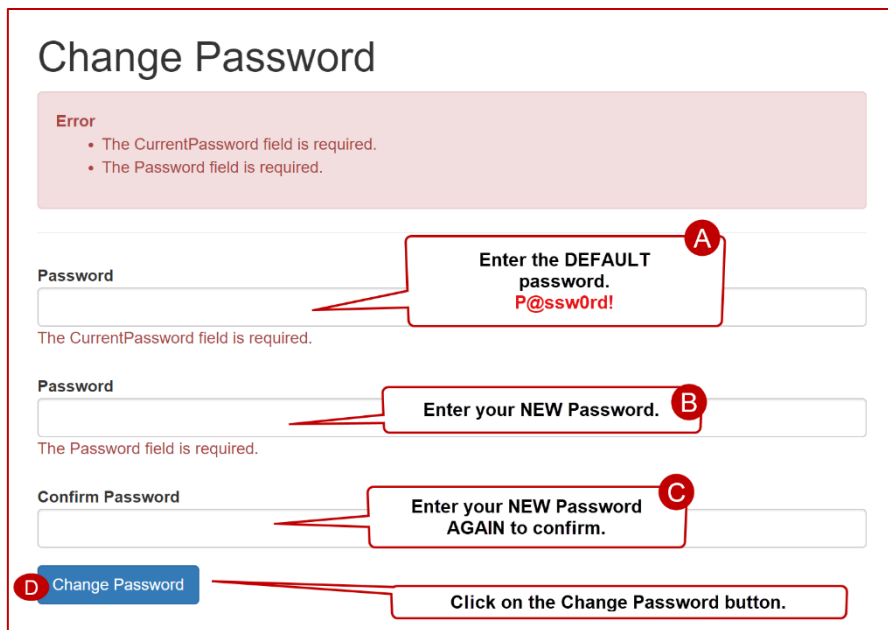 Change Password
Error
• The CurrentPassword field is required.
• The Password field is required.
A
Enter the DEFAULT
password.
P@ssw0rd!
Password
The CurrentPassword field is required.
Password
Enter your NEW Password.
B
The Password field is required.
Confirm Password
C
Enter your NEW Password
AGAIN to confirm.
D
Change Password
Click on the Change Password button.